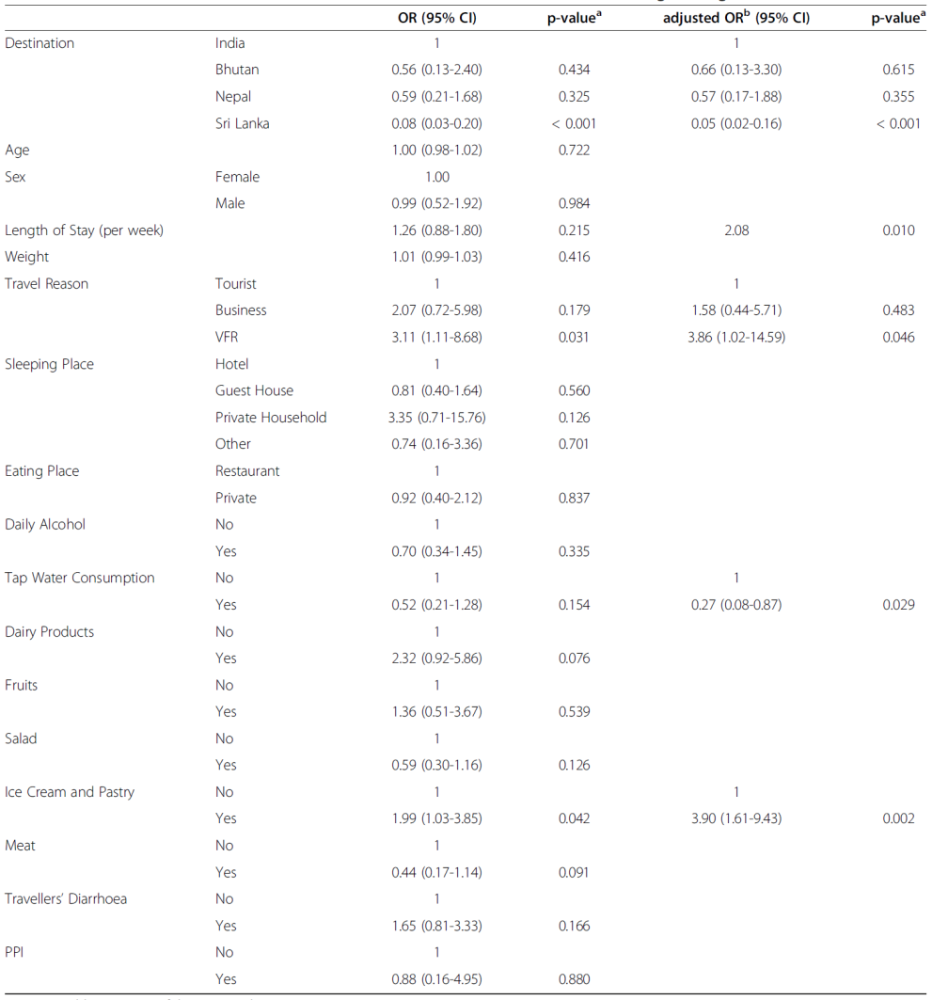 OR (95% CI) p-valueᵃ adjusted ORᵇ (95% CI) p-valueᵃ
Destination India 1 1
Bhutan 0.56 (0.13-2.40) 0.434 0.66 (0.13-3.30) 0.615
Nepal 0.59 (0.21-1.68) 0.325 0.57 (0.17-1.88) 0.355
Sri Lanka 0.08 (0.03-0.20) < 0.001 0.05 (0.02-0.16) < 0.001
Age 1.00 (0.98-1.02) 0.722
Sex Female 1.00
Male 0.99 (0.52-1.92) 0.984
Length of Stay (per week) 1.26 (0.88-1.80) 0.215 2.08 0.010
Weight 1.01 (0.99-1.03) 0.416
Travel Reason Tourist 1 1
Business 2.07 (0.72-5.98) 0.179 1.58 (0.44-5.71) 0.483
VFR 3.11 (1.11-8.68) 0.031 3.86 (1.02-14.59) 0.046
Sleeping Place Hotel 1
Guest House 0.81 (0.40-1.64) 0.560
Private Household 3.35 (0.71-15.76) 0.126
Other 0.74 (0.16-3.36) 0.701
Eating Place Restaurant 1
Private 0.92 (0.40-2.12) 0.837
Daily Alcohol No 1
Yes 0.70 (0.34-1.45) 0.335
Tap Water Consumption No 1 1
Yes 0.52 (0.21-1.28) 0.154 0.27 (0.08-0.87) 0.029
Dairy Products No 1
Yes 2.32 (0.92-5.86) 0.076
Fruits No 1
Yes 1.36 (0.51-3.67) 0.539
Salad No 1
Yes 0.59 (0.30-1.16) 0.126
Ice Cream and Pastry No 1 1
Yes 1.99 (1.03-3.85) 0.042 3.90 (1.61-9.43) 0.002
Meat No 1
Yes 0.44 (0.17-1.14) 0.091
Travellers' Diarrhoea No 1
Yes 1.65 (0.81-3.33) 0.166
PPI No 1
Yes 0.88 (0.16-4.95) 0.880